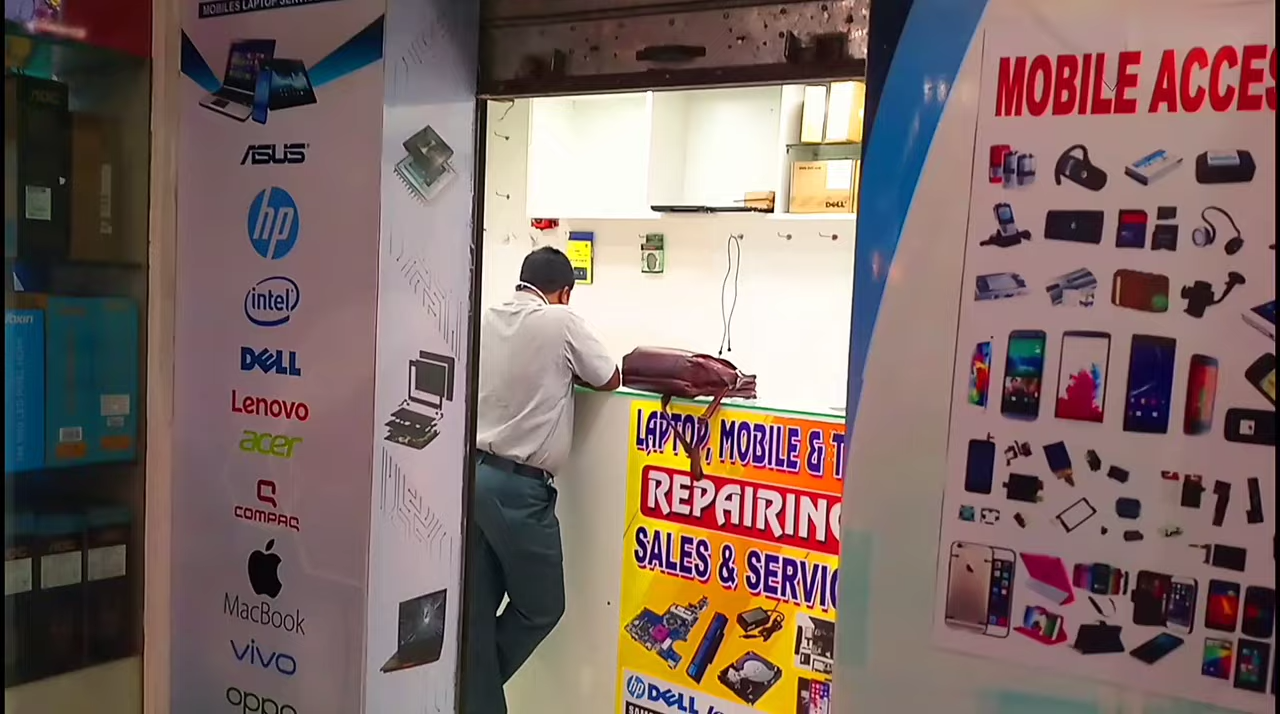 MOBILES LAPTOP SERVICE
ASUS
hp
intel
DELL
Lenovo
acer
COMPAQ
MacBook
vivo
oppo
DELL
LAPTOP, MOBILE & T
REPAIRING
SALES & SERVIC
hp DELL
MOBILE ACCES